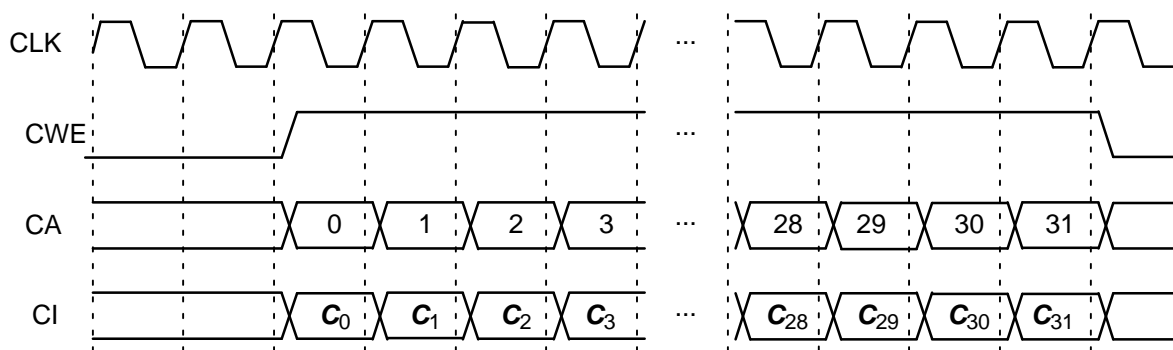 CLK ...
CWE ...
CA 0 1 2 3 ... 28 29 30 31
CI C0 C1 C2 C3 ... C28 C29 C30 C31